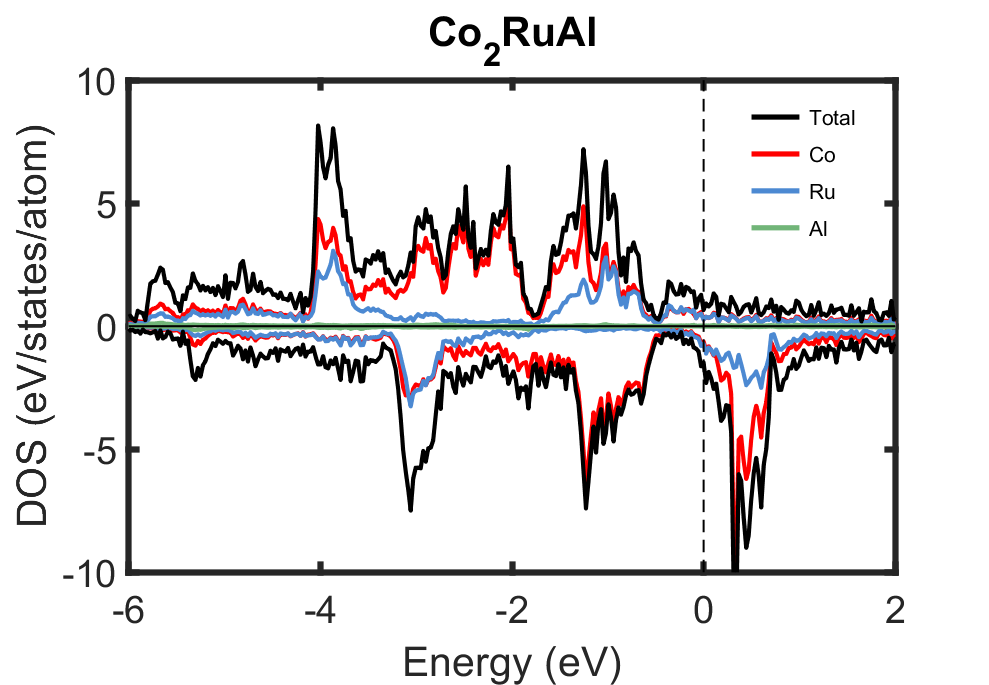 Co₂RuAl
10
5
0
-5
-10
DOS (eV/states/atom)
Total
Co
Ru
Al
-6 -4 -2 0 2
Energy (eV)